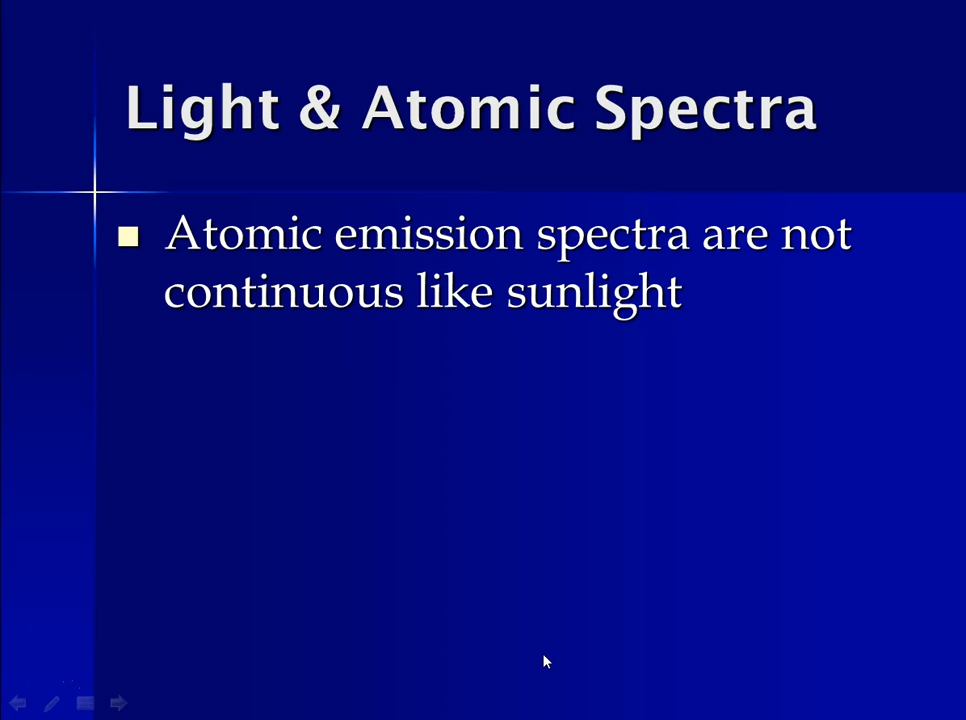 Light & Atomic Spectra
Atomic emission spectra are not
continuous like sunlight